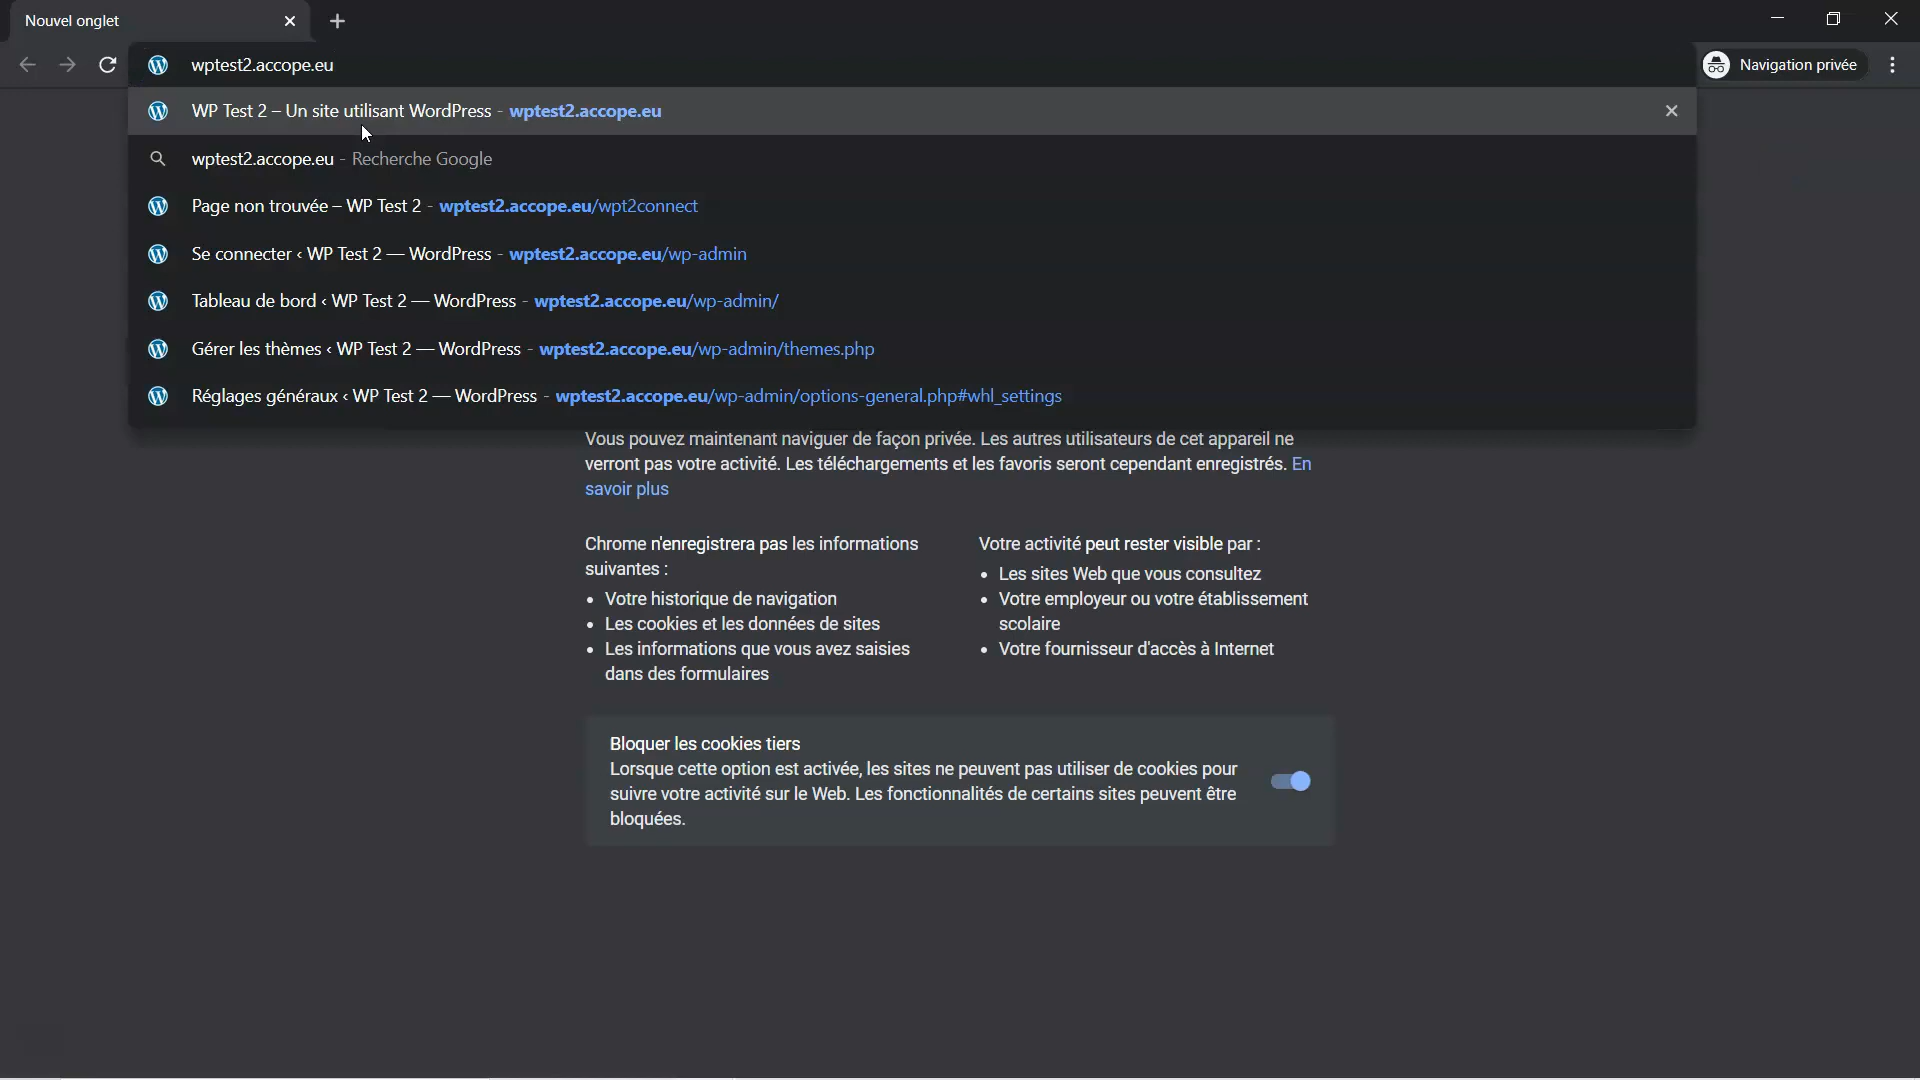 Nouvel onglet
wptest2.accope.eu
Navigation privée
WP Test 2 – Un site utilisant WordPress - wptest2.accope.eu
wptest2.accope.eu - Recherche Google
Page non trouvée – WP Test 2 - wptest2.accope.eu/wpt2connect
Se connecter ‹ WP Test 2 — WordPress - wptest2.accope.eu/wp-admin
Tableau de bord ‹ WP Test 2 — WordPress - wptest2.accope.eu/wp-admin/
Gérer les thèmes ‹ WP Test 2 — WordPress - wptest2.accope.eu/wp-admin/themes.php
Réglages généraux ‹ WP Test 2 — WordPress - wptest2.accope.eu/wp-admin/options-general.php#whl_settings
Vous pouvez maintenant naviguer de façon privée. Les autres utilisateurs de cet appareil ne
verront pas votre activité. Les téléchargements et les favoris seront cependant enregistrés. En
savoir plus
Chrome n'enregistrera pas les informations
suivantes :
• Votre historique de navigation
• Les cookies et les données de sites
• Les informations que vous avez saisies
dans des formulaires
Votre activité peut rester visible par :
• Les sites Web que vous consultez
• Votre employeur ou votre établissement
scolaire
• Votre fournisseur d'accès à Internet
Bloquer les cookies tiers
Lorsque cette option est activée, les sites ne peuvent pas utiliser de cookies pour
suivre votre activité sur le Web. Les fonctionnalités de certains sites peuvent être
bloquées.